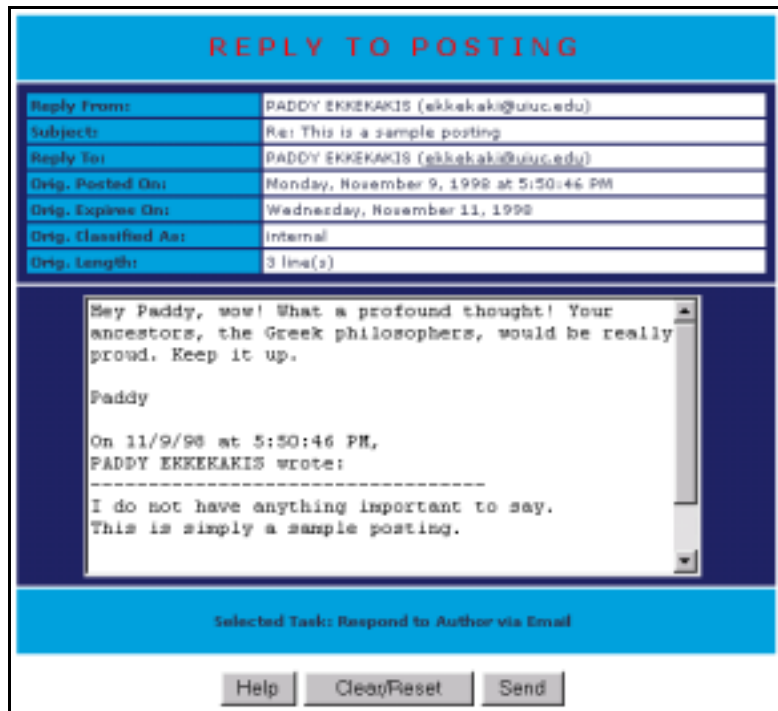 REPLY TO POSTING
Reply From: PADDY EKKEKAKIS (ekkekaki@uiuc.edu)
Subject: Re: This is a sample posting
Reply To: PADDY EKKEKAKIS (ekkekaki@uiuc.edu)
Orig. Posted On: Monday, November 9, 1998 at 5:50:46 PM
Orig. Expires On: Wednesday, November 11, 1998
Orig. Classified As: internal
Orig. Length: 3 line(s)
Hey Paddy, wow! What a profound thought! Your
ancestors, the Greek philosophers, would be really
proud. Keep it up.
Paddy
On 11/9/98 at 5:50:46 PM,
PADDY EKKEKAKIS wrote:
----------------------------------
I do not have anything important to say.
This is simply a sample posting.
Selected Task: Respond to Author via Email
Help Clear/Reset Send